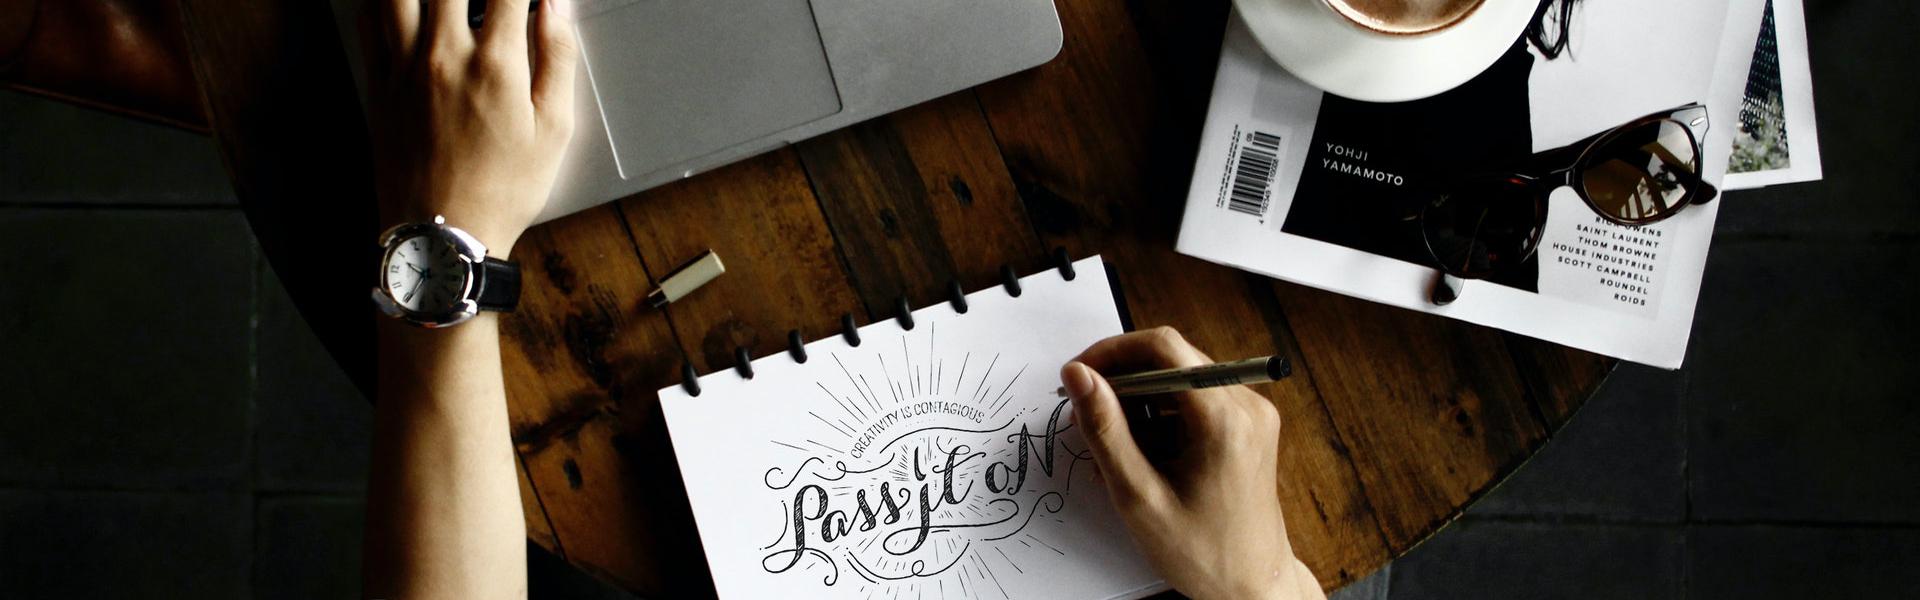 YOHJI
YAMAMOTO
SAINT LAURENT
THOM BROWNE
HOUSE INDUSTRIES
SCOTT CAMPBELL
ROUNDEL
ROIDS
CREATIVITY IS CONTAGIOUS
Pass it oN